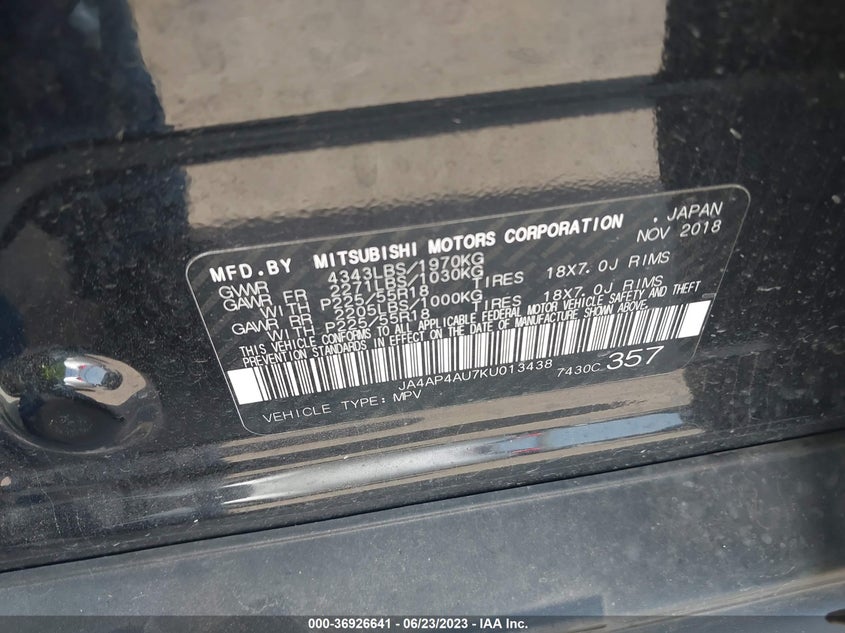 MFD.BY MITSUBISHI MOTORS CORPORATION . JAPAN
GVWR 4343LBS/1970KG NOV 2018
GAWR FR 2271LBS/1030KG
WITH P225/55R18 TIRES 18X7.0J RIMS
GAWR RR 2205LBS/1000KG
WITH P225/55R18 TIRES 18X7.0J RIMS
THIS VEHICLE CONFORMS TO ALL APPLICABLE FEDERAL MOTOR VEHICLE SAFETY AND THEFT
PREVENTION STANDARDS IN EFFECT ON THE DATE OF MANUFACTURE SHOWN ABOVE.
JA4AP4AU7KU013438 7430C 357
VEHICLE TYPE: MPV
000-36926641 / 06/23/2023 - IAA Inc.